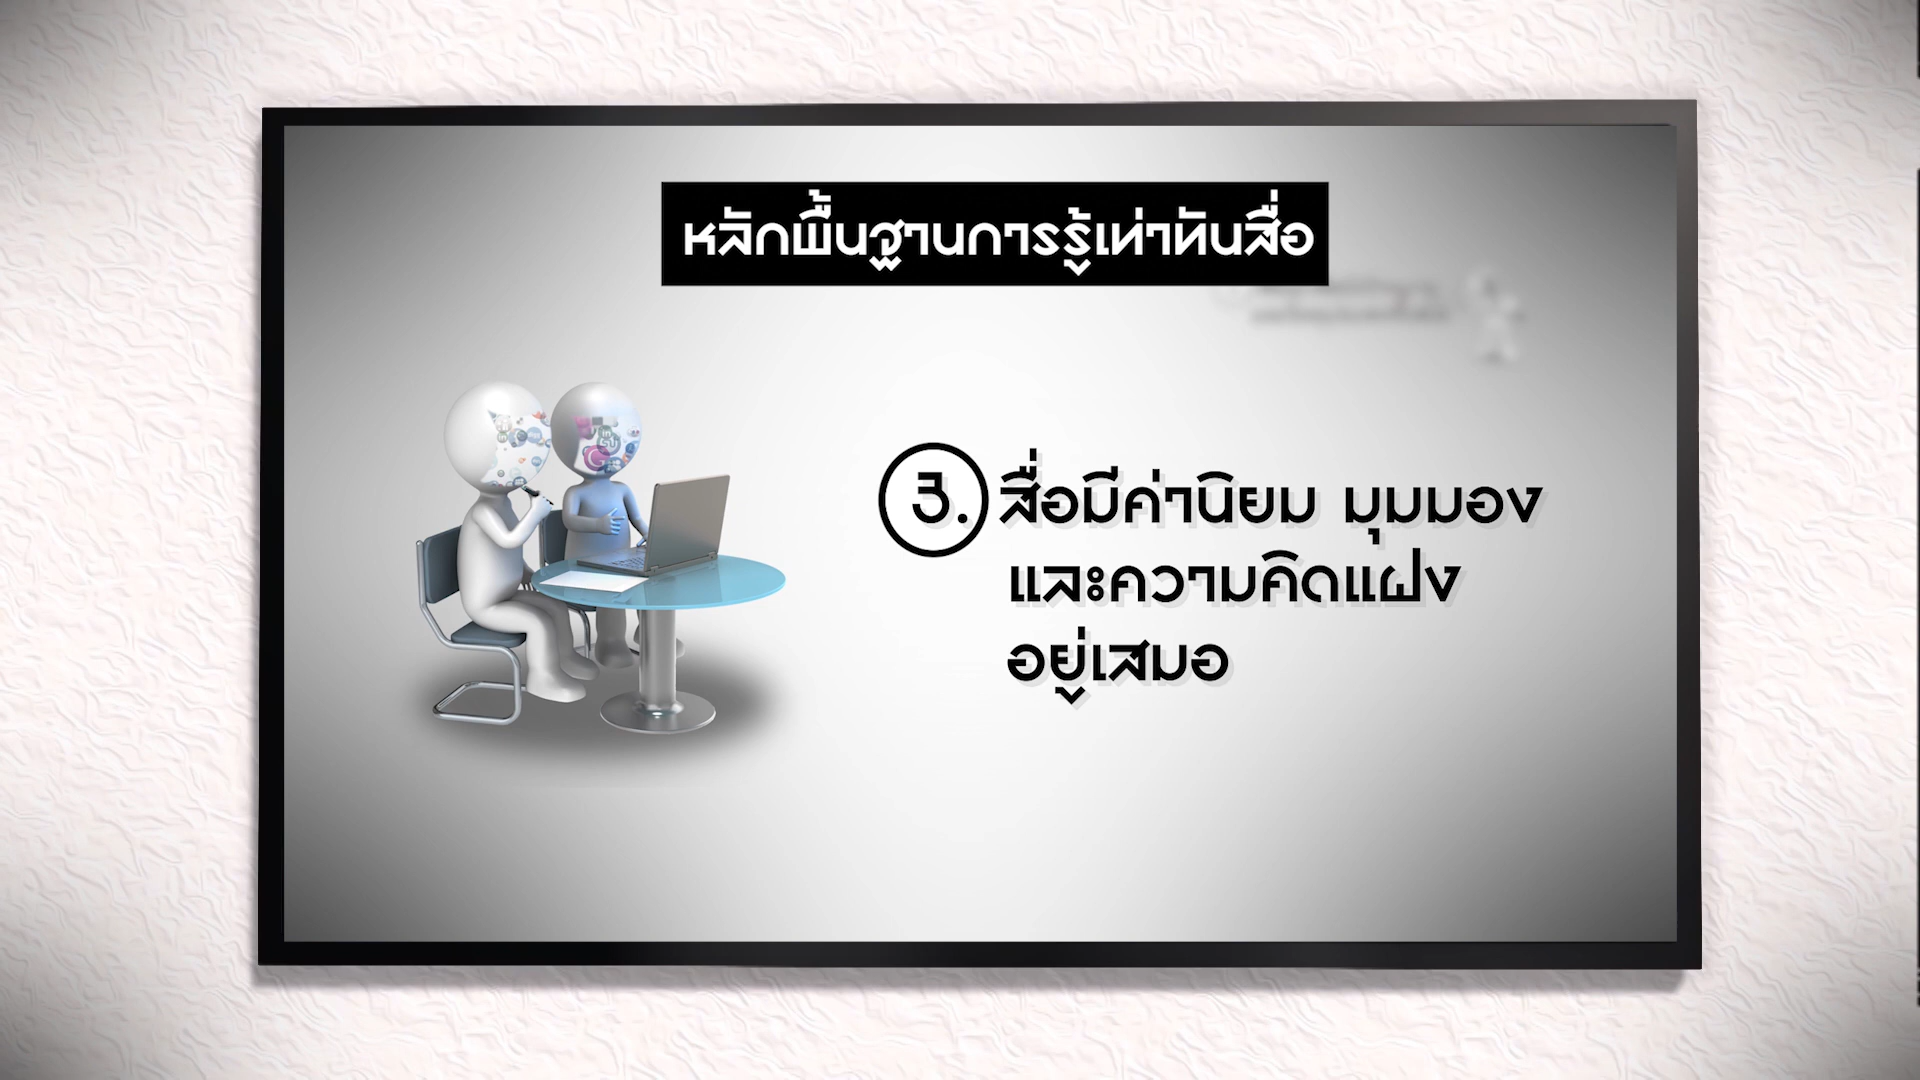 หลักพื้นฐานการรู้เท่าทันสื่อ
3. สื่อมีค่านิยม มุมมอง
และความคิดแฝง
อยู่เสมอ